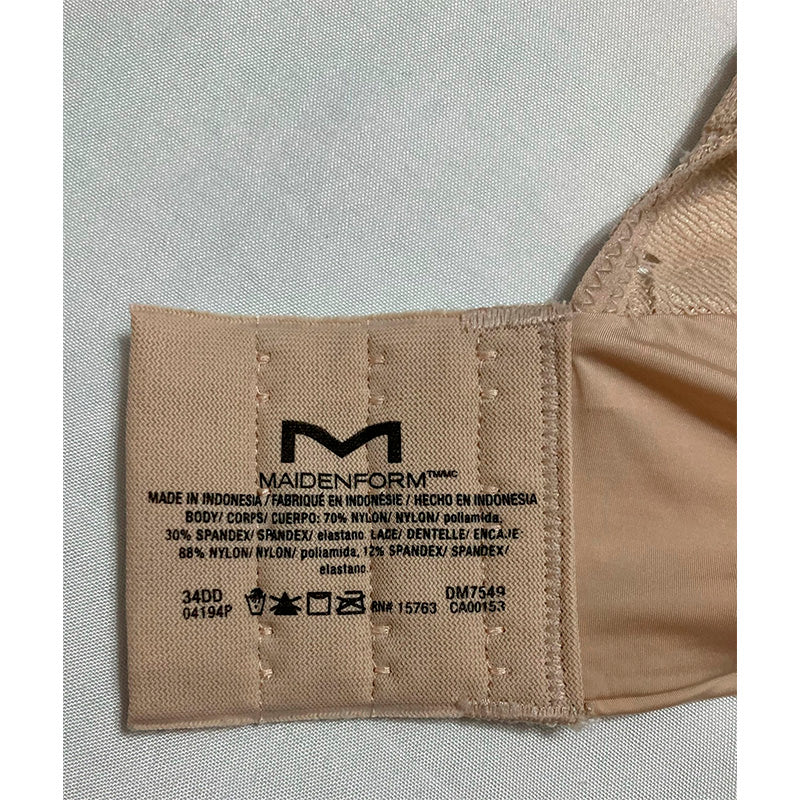 M
MAIDENFORM™/MC
MADE IN INDONESIA / FABRIQUÉ EN INDONÉSIE / HECHO EN INDONESIA
BODY/ CORPS/ CUERPO: 70% NYLON/ NYLON/ poliamida,
30% SPANDEX/ SPANDEX/ elastano. LACE/ DENTELLE/ ENCAJE:
88% NYLON/ NYLON/ poliamida, 12% SPANDEX/ SPANDEX/
elastano.
34DD DM7549
04194P RN# 15763 CA00153